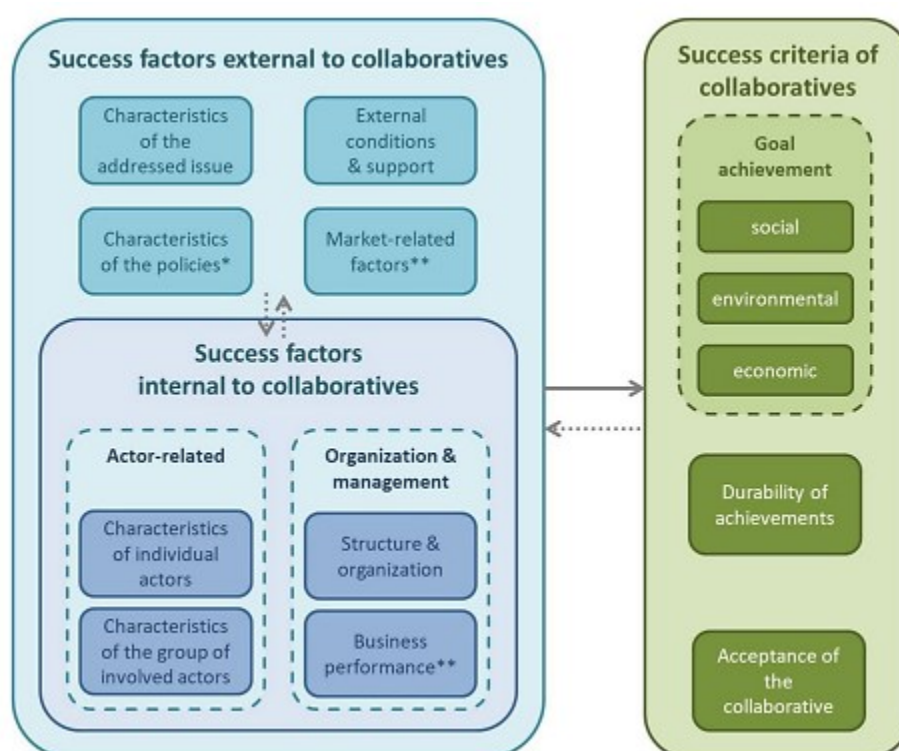 Success factors external to collaboratives
Characteristics
of the
addressed issue
External
conditions
& support
Characteristics
of the policies*
Market-related
factors**
Success factors
internal to collaboratives
Actor-related
Characteristics
of individual
actors
Characteristics
of the group of
involved actors
Organization &
management
Structure &
organization
Business
performance**
Success criteria of
collaboratives
Goal
achievement
social
environmental
economic
Durability of
achievements
Acceptance of
the
collaborative